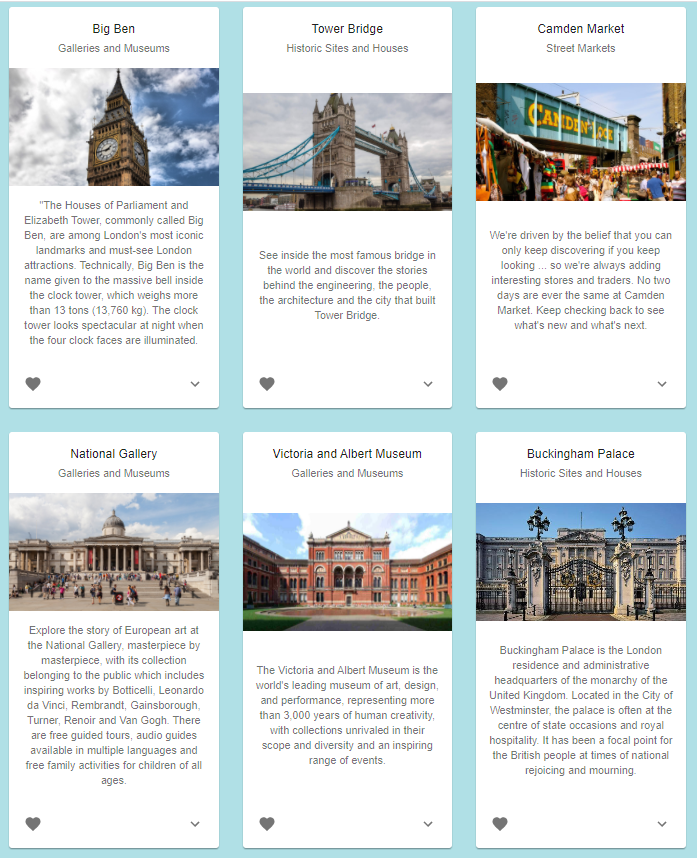 Big Ben
Galleries and Museums
"The Houses of Parliament and
Elizabeth Tower, commonly called Big
Ben, are among London's most iconic
landmarks and must-see London
attractions. Technically, Big Ben is the
name given to the massive bell inside
the clock tower, which weighs more
than 13 tons (13,760 kg). The clock
tower looks spectacular at night when
the four clock faces are illuminated.
Tower Bridge
Historic Sites and Houses
See inside the most famous bridge in
the world and discover the stories
behind the engineering, the people,
the architecture and the city that built
Tower Bridge.
Camden Market
Street Markets
CAMDEN LOCK
We're driven by the belief that you can
only keep discovering if you keep
looking ... so we're always adding
interesting stores and traders. No two
days are ever the same at Camden
Market. Keep checking back to see
what's new and what's next.
National Gallery
Galleries and Museums
Explore the story of European art at
the National Gallery, masterpiece by
masterpiece, with its collection
belonging to the public which includes
inspiring works by Botticelli, Leonardo
da Vinci, Rembrandt, Gainsborough,
Turner, Renoir and Van Gogh. There
are free guided tours, audio guides
available in multiple languages and
free family activities for children of all
ages.
Victoria and Albert Museum
Galleries and Museums
The Victoria and Albert Museum is the
world's leading museum of art, design,
and performance, representing more
than 3,000 years of human creativity,
with collections unrivaled in their
scope and diversity and an inspiring
range of events.
Buckingham Palace
Historic Sites and Houses
Buckingham Palace is the London
residence and administrative
headquarters of the monarchy of the
United Kingdom. Located in the City of
Westminster, the palace is often at the
centre of state occasions and royal
hospitality. It has been a focal point for
the British people at times of national
rejoicing and mourning.